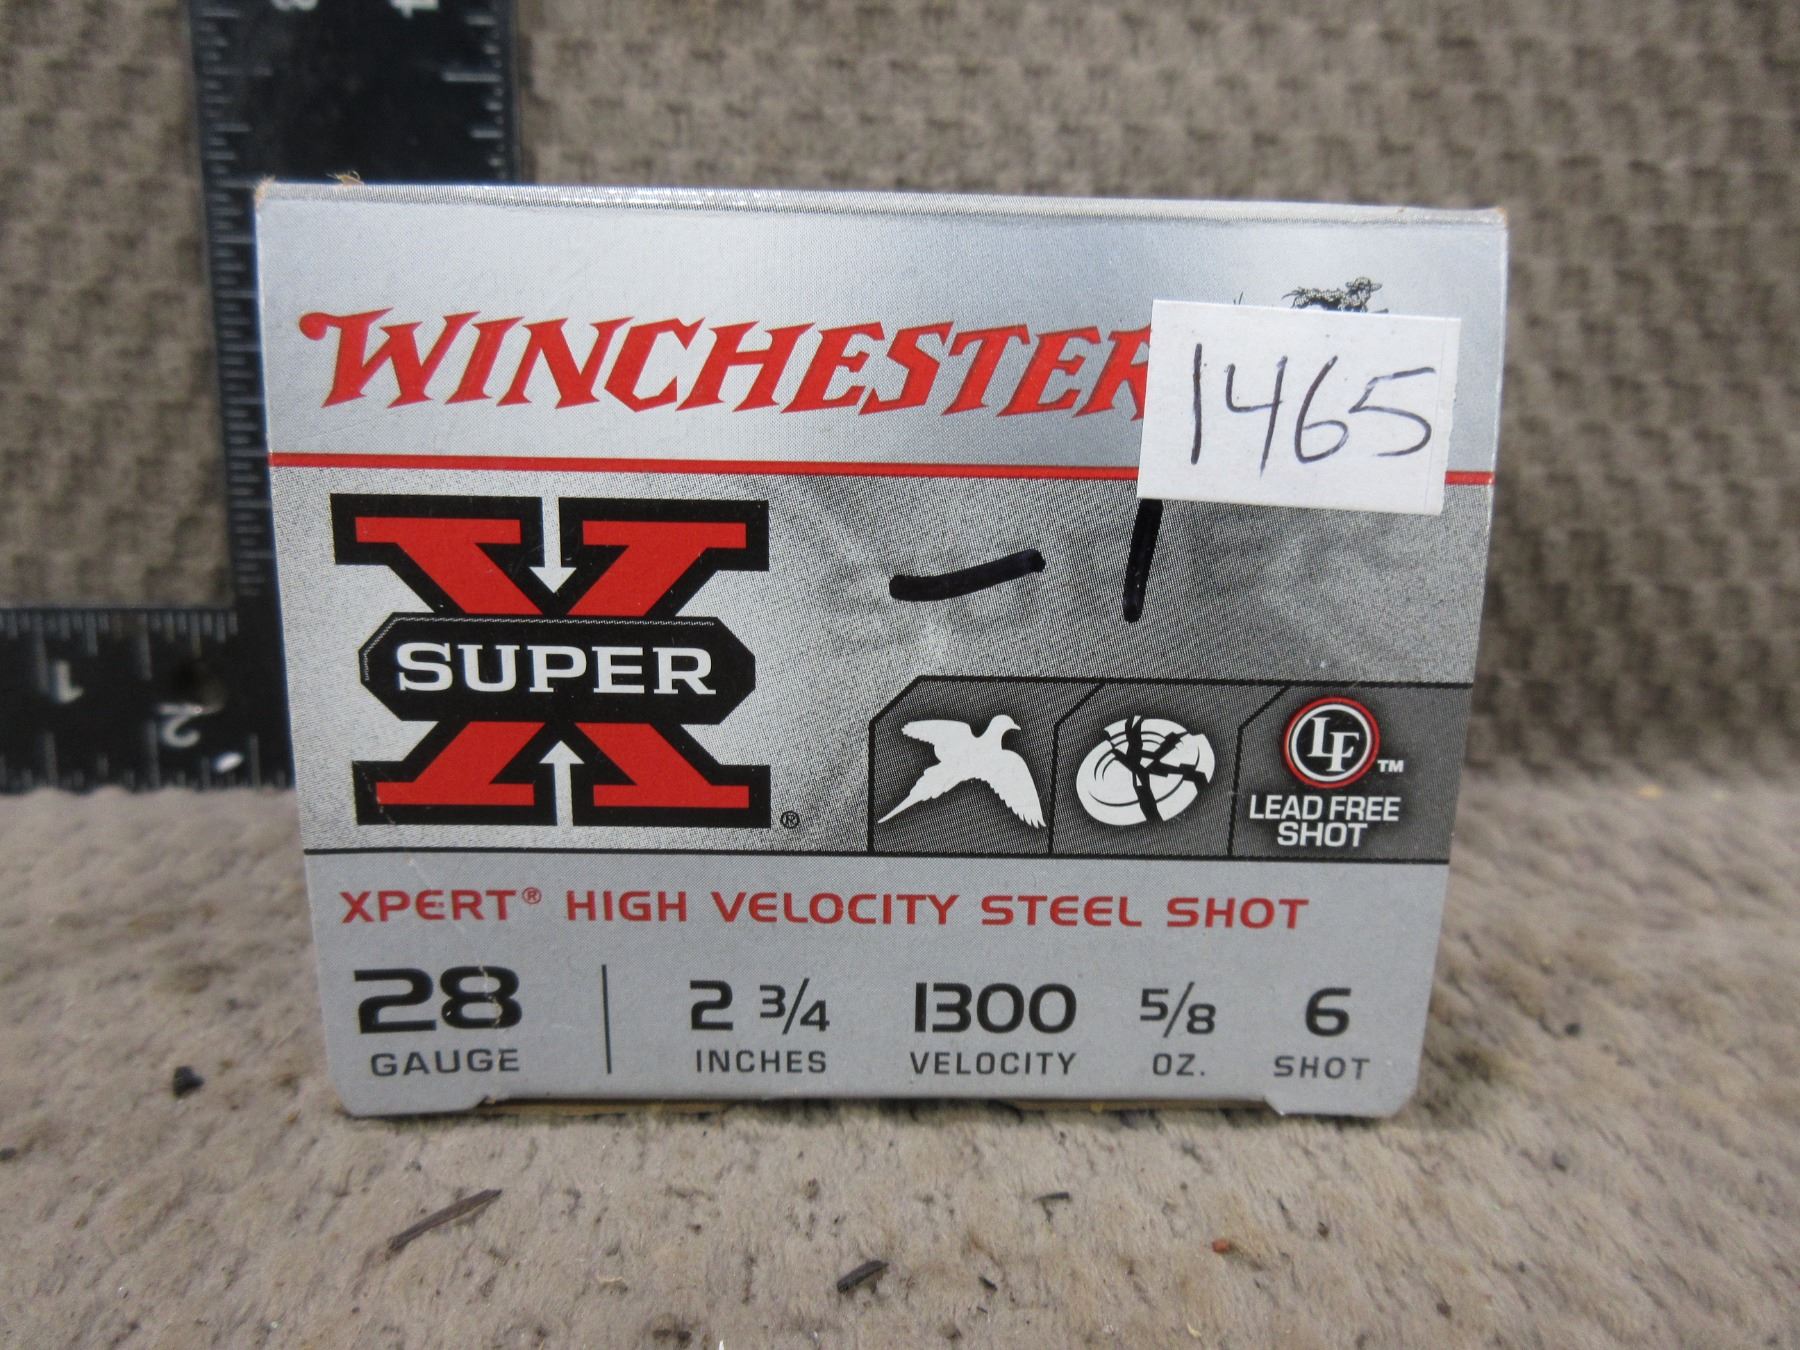 WINCHESTER
1465
- 1
SUPER X ®
LF ™
LEAD FREE
SHOT
XPERT® HIGH VELOCITY STEEL SHOT
28 2 3/4 1300 5/8 6
GAUGE INCHES VELOCITY OZ. SHOT
1 2